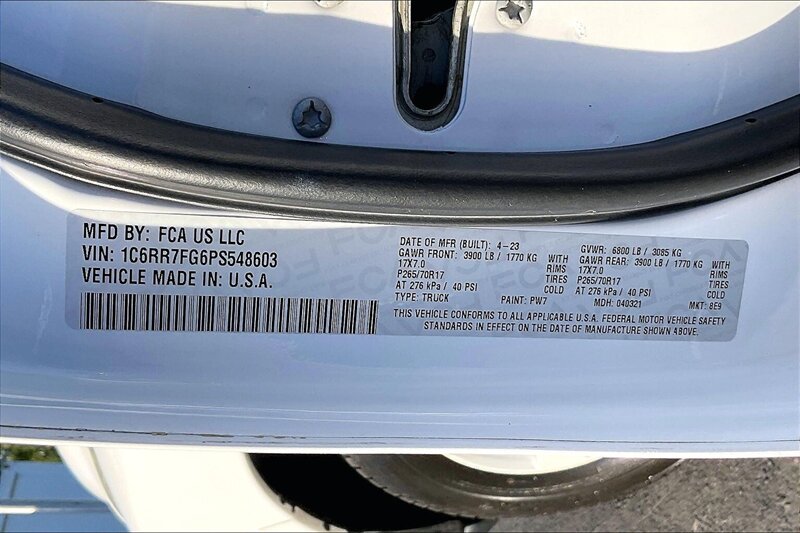 MFD BY: FCA US LLC
VIN: 1C6RR7FG6PS548603
VEHICLE MADE IN: U.S.A.
DATE OF MFR (BUILT): 4-23 GVWR: 6800 LB / 3085 KG
GAWR FRONT: 3900 LB / 1770 KG WITH GAWR REAR: 3900 LB / 1770 KG WITH
17X7.0 RIMS 17X7.0 RIMS
P265/70R17 TIRES P265/70R17 TIRES
AT 276 kPa / 40 PSI COLD AT 276 kPa / 40 PSI COLD
TYPE: TRUCK PAINT: PW7 MDH: 040321 MKT: 8E9
THIS VEHICLE CONFORMS TO ALL APPLICABLE U.S.A. FEDERAL MOTOR VEHICLE SAFETY
STANDARDS IN EFFECT ON THE DATE OF MANUFACTURE SHOWN ABOVE.